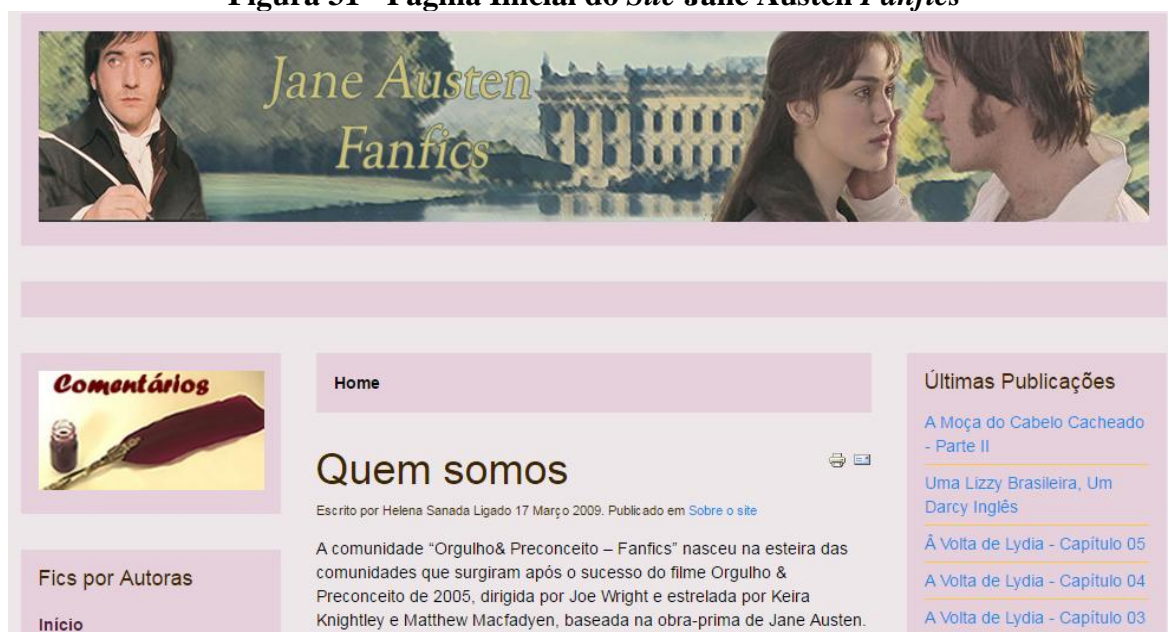 Figura 31 - Página Inicial do Site Jane Austen Fanfics
Jane Austen
Fanfics
Comentários
Fics por Autoras
Início
Home
Quem somos
Escrito por Helena Sanada Ligado 17 Março 2009. Publicado em Sobre o site
A comunidade “Orgulho& Preconceito – Fanfics” nasceu na esteira das
comunidades que surgiram após o sucesso do filme Orgulho &
Preconceito de 2005, dirigida por Joe Wright e estrelada por Keira
Knightley e Matthew Macfadyen, baseada na obra-prima de Jane Austen.
Últimas Publicações
A Moça do Cabelo Cacheado
- Parte II
Uma Lizzy Brasileira, Um
Darcy Inglês
Â Volta de Lydia - Capítulo 05
A Volta de Lydia - Capítulo 04
A Volta de Lydia - Capítulo 03